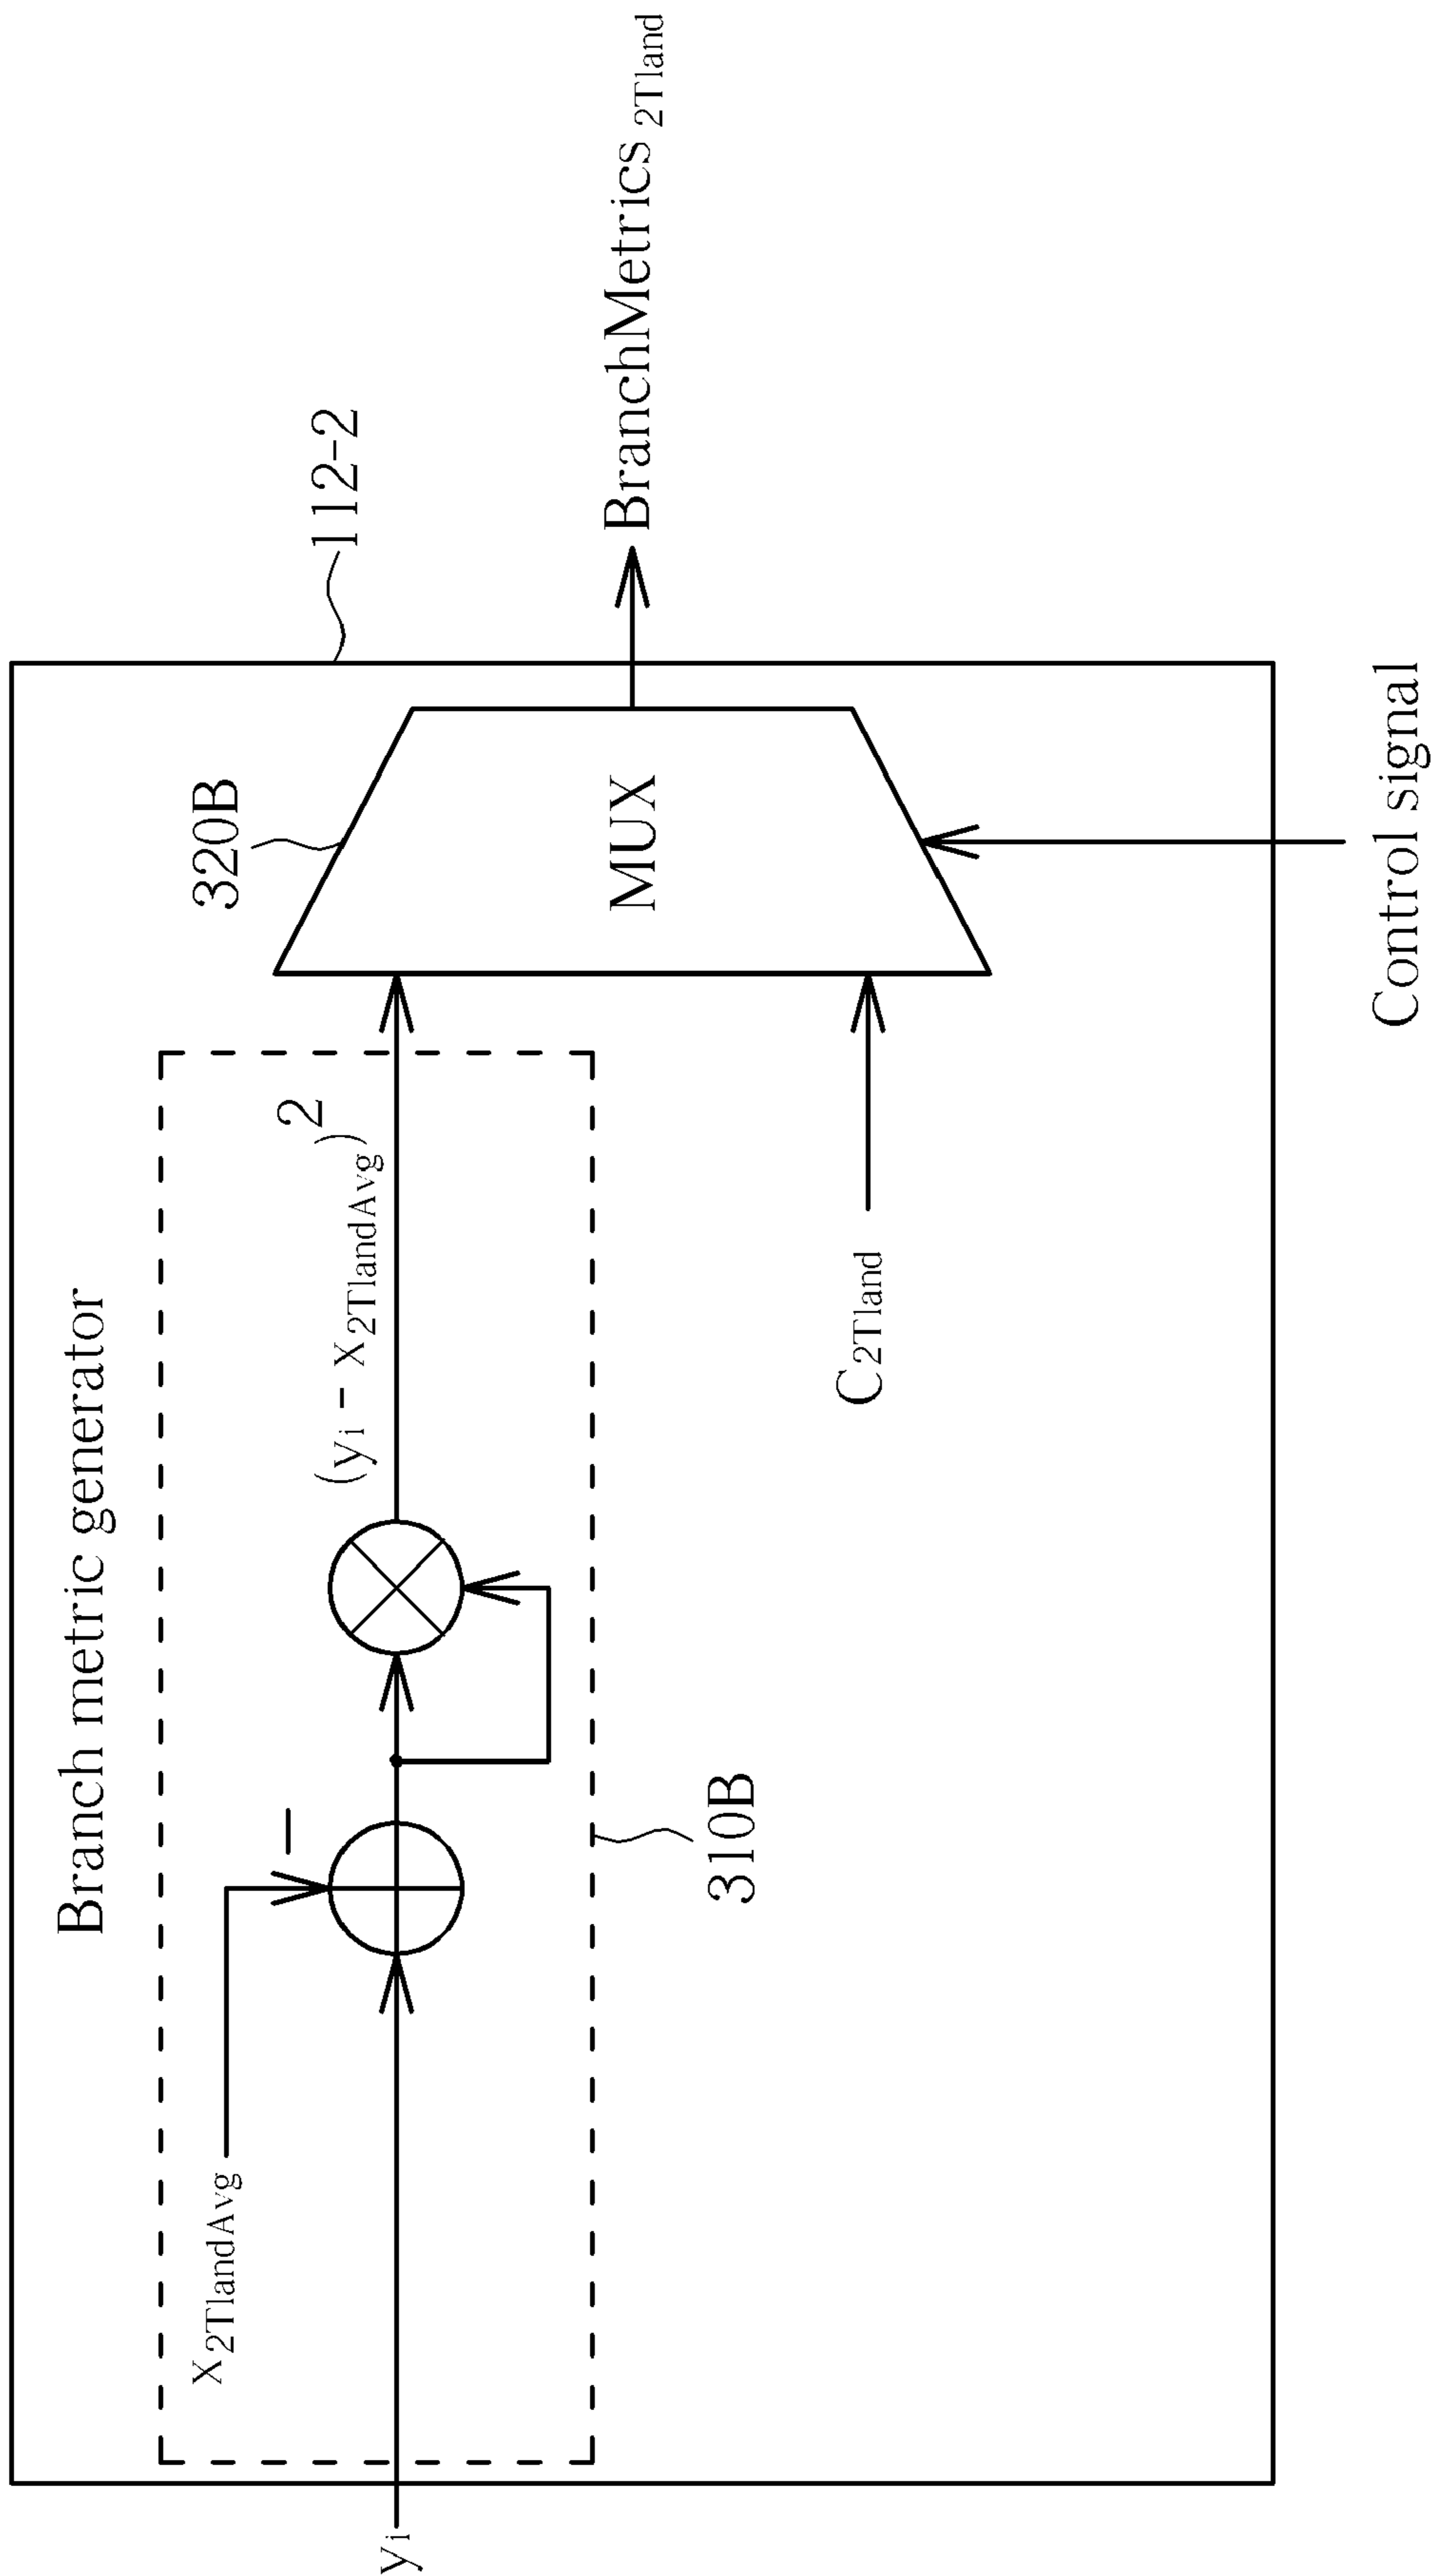 Branch metric generator
112-2
X2TlandAvg
−
(yi - X2TlandAvg)2
320B
yi
MUX
BranchMetrics 2Tland
310B
C2Tland
Control signal